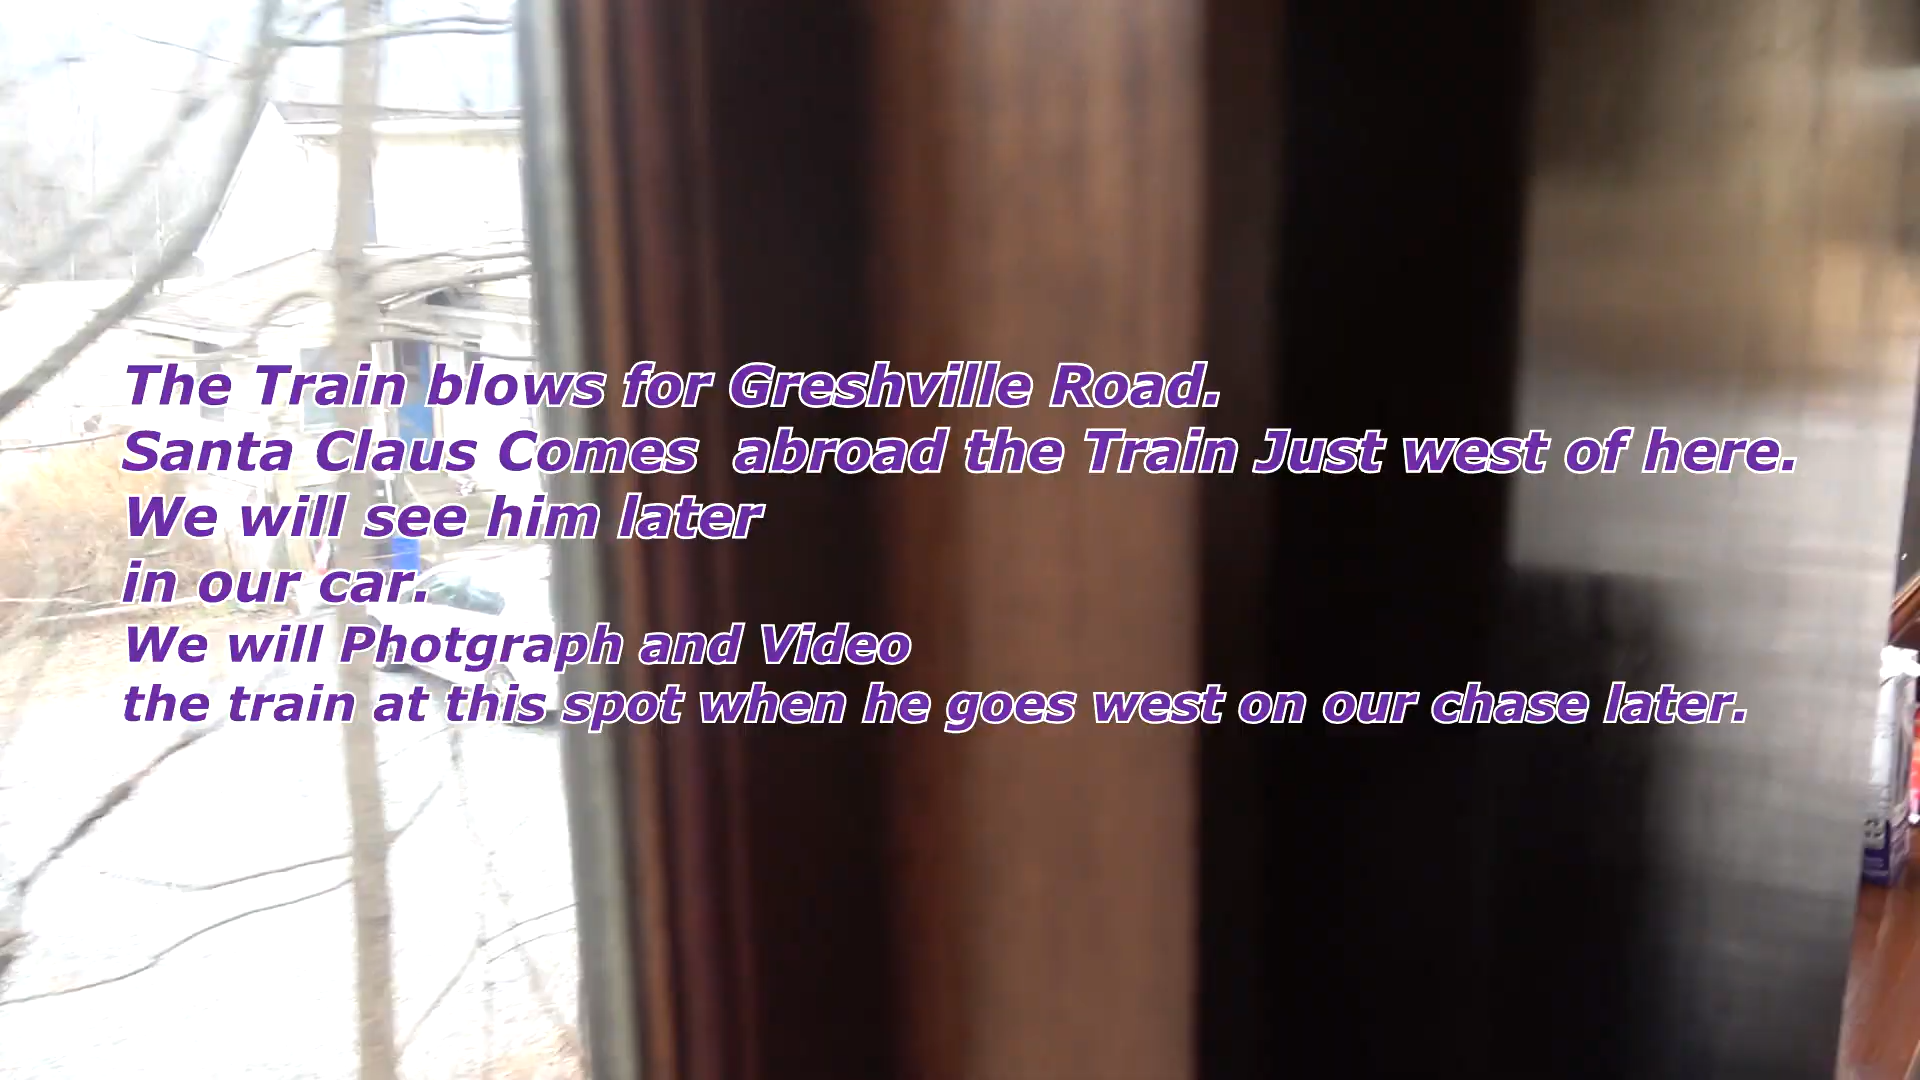 The Train blows for Greshville Road.
Santa Claus Comes  abroad the Train Just west of here.
We will see him later
in our car.
We will Photgraph and Video
the train at this spot when he goes west on our chase later.